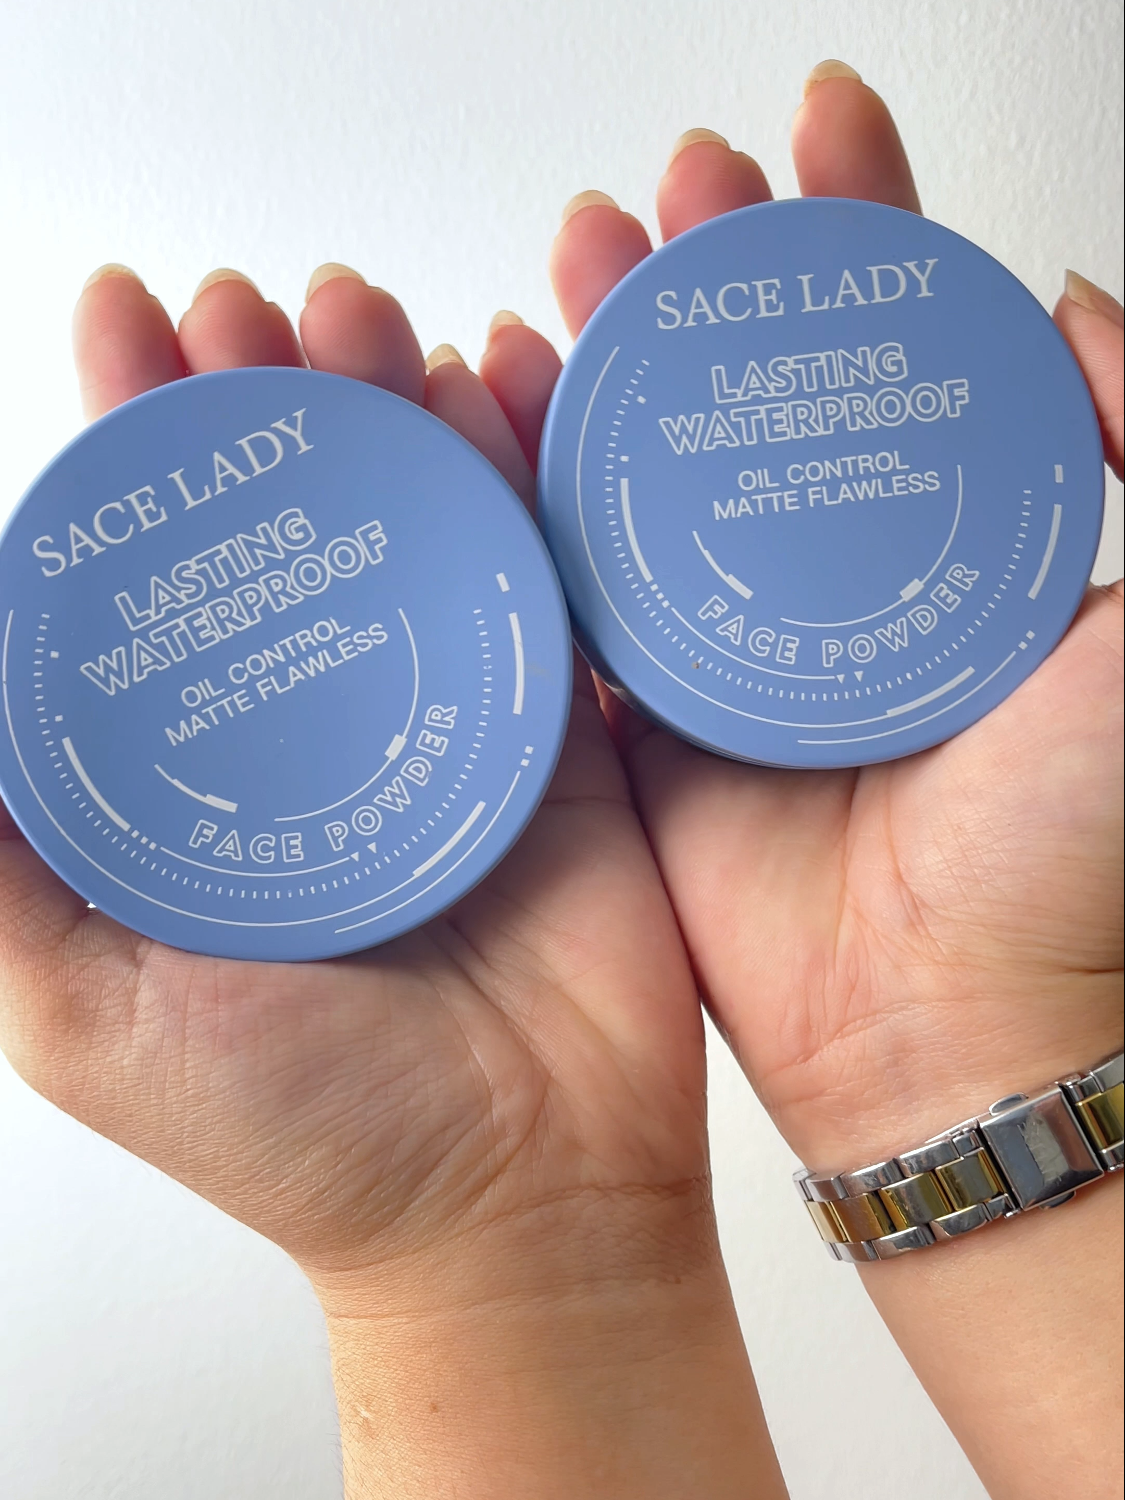 SACE LADY
LASTING
WATERPROOF
OIL CONTROL
MATTE FLAWLESS
FACE POWDER
SACE LADY
LASTING
WATERPROOF
OIL CONTROL
MATTE FLAWLESS
FACE POWDER